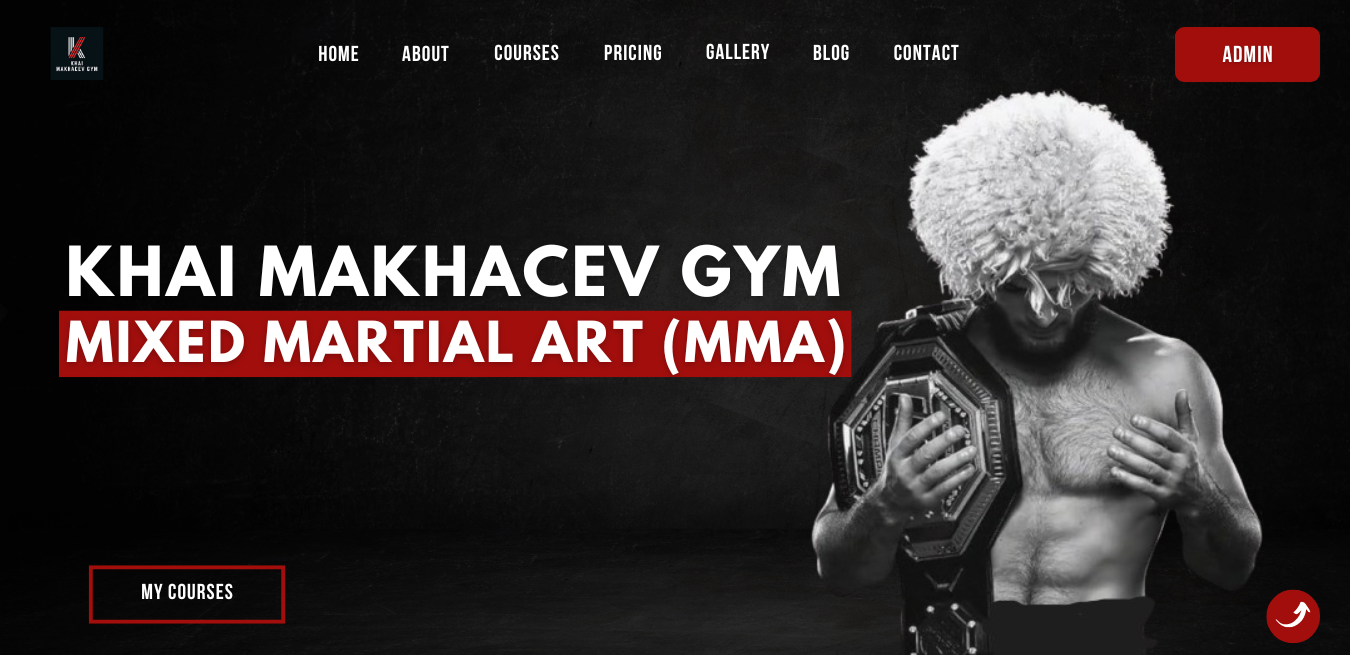 KHAI
MAKHACEV GYM
HOME
ABOUT
COURSES
PRICING
GALLERY
BLOG
CONTACT
ADMIN
KHAI MAKHACEV GYM
MIXED MARTIAL ART (MMA)
MY COURSES